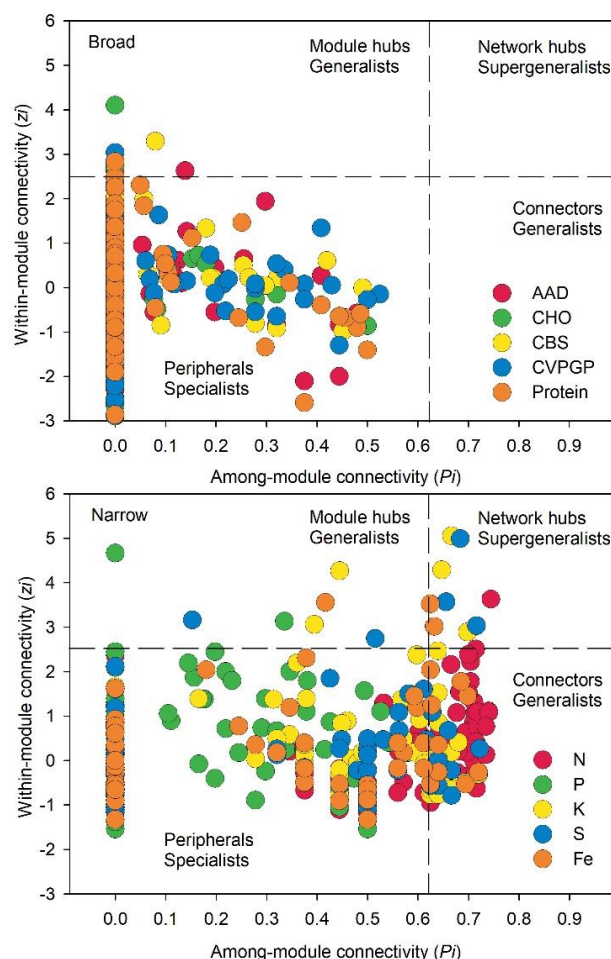 Broad
Module hubs
Generalists
Network hubs
Supergeneralists
Connectors
Generalists
Peripherals
Specialists
AAD
CHO
CBS
CVPGP
Protein
Within-module connectivity (zi)
6
5
4
3
2
1
0
-1
-2
-3
0.0 0.1 0.2 0.3 0.4 0.5 0.6 0.7 0.8 0.9
Among-module connectivity (Pi)
Narrow
Module hubs
Generalists
Network hubs
Supergeneralists
Connectors
Generalists
Peripherals
Specialists
N
P
K
S
Fe
Within-module connectivity (zi)
6
5
4
3
2
1
0
-1
-2
-3
0.0 0.1 0.2 0.3 0.4 0.5 0.6 0.7 0.8 0.9
Among-module connectivity (Pi)